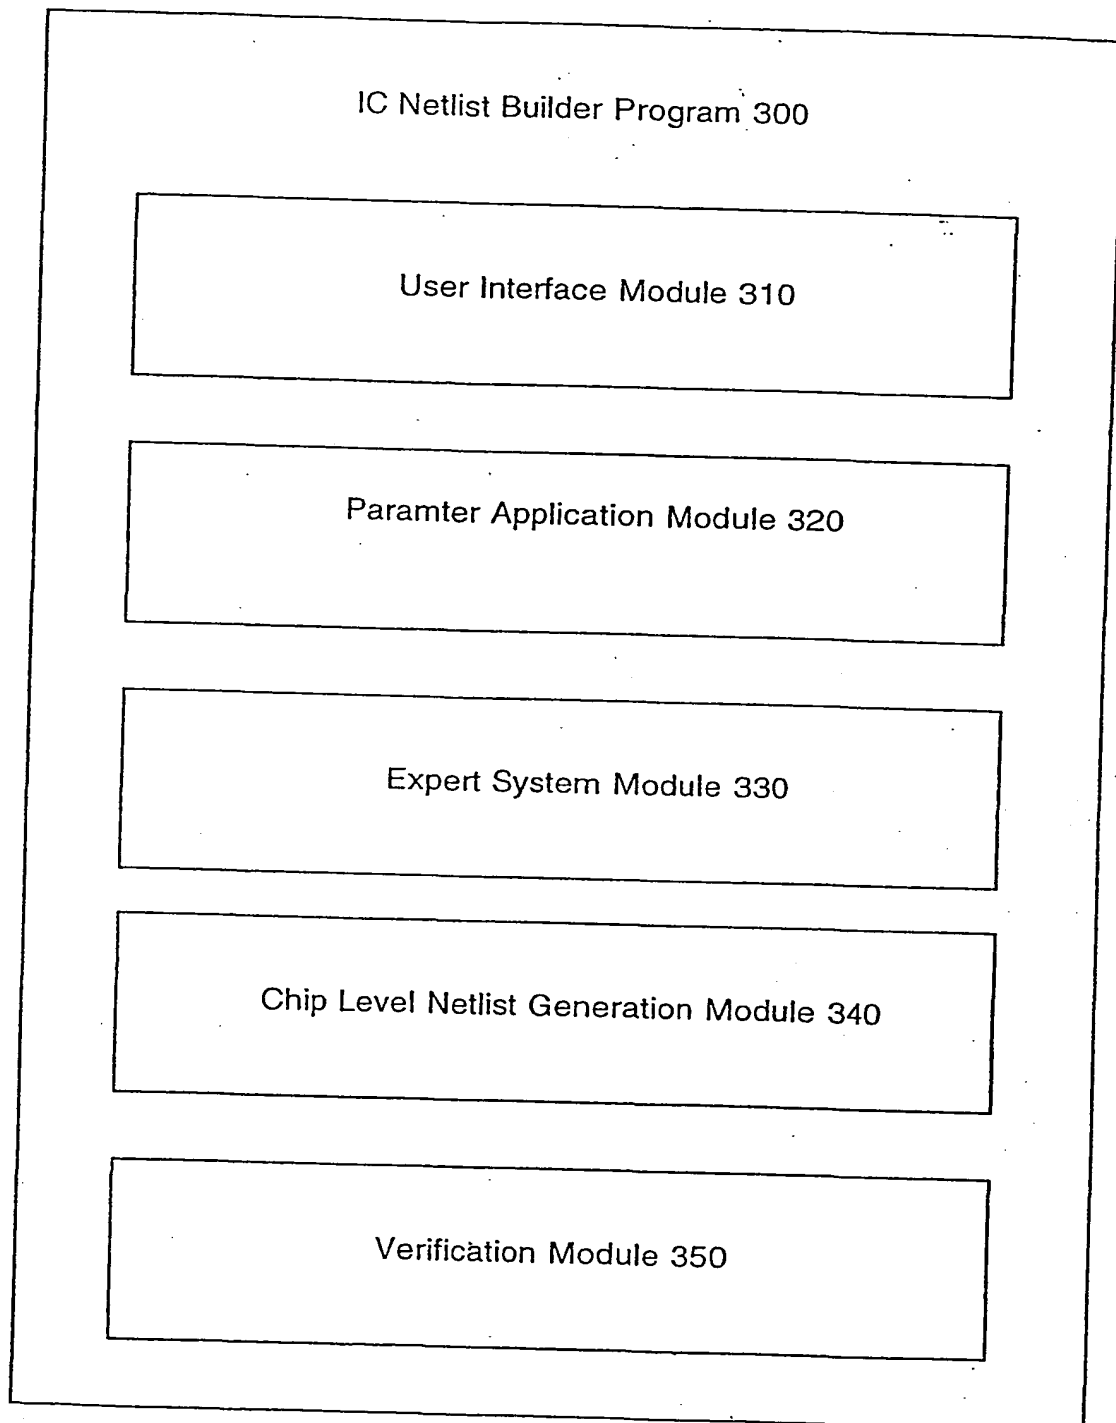 IC Netlist Builder Program 300
User Interface Module 310
Paramter Application Module 320
Expert System Module 330
Chip Level Netlist Generation Module 340
Verification Module 350